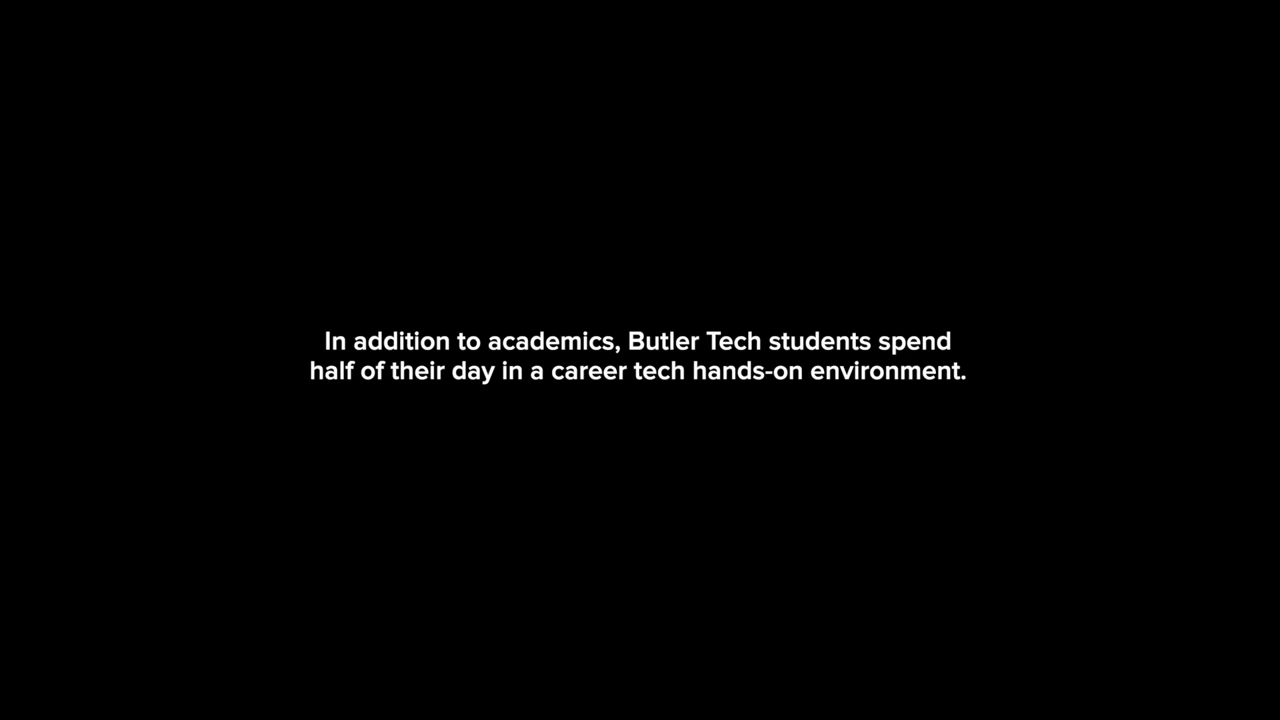 In addition to academics, Butler Tech students spend
half of their day in a career tech hands-on environment.